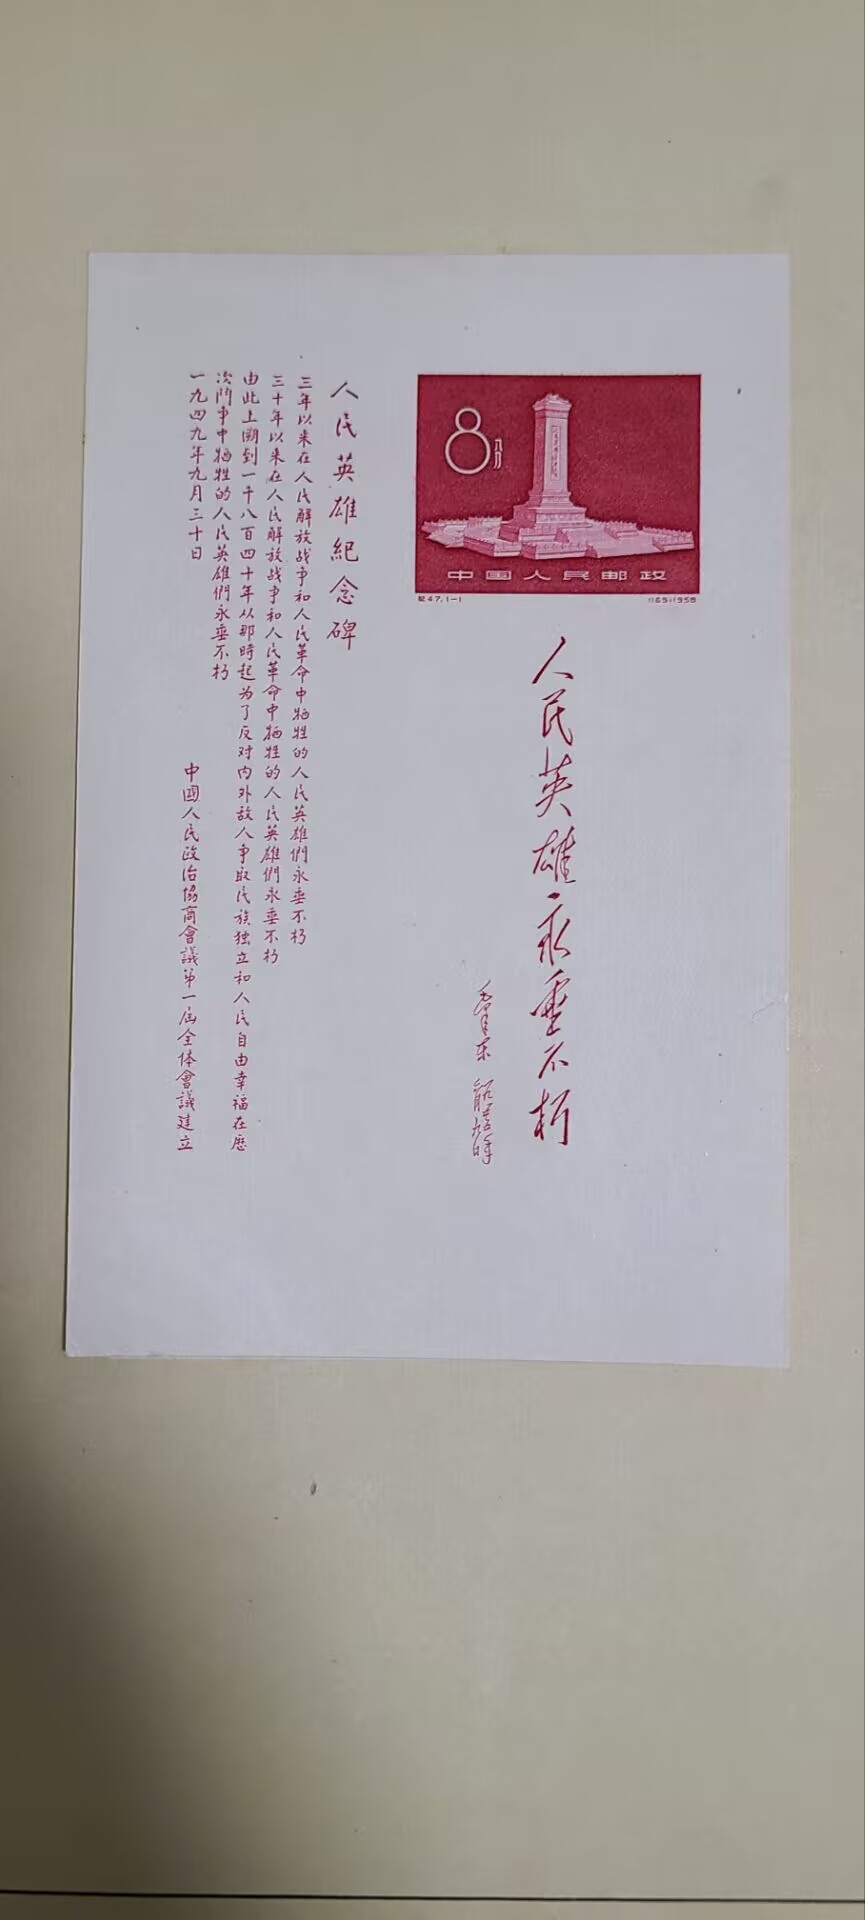 8
八分
中国人民邮政
纪47.(一)
(165)1958
人民英雄永垂不朽
毛泽东
人民英雄紀念碑
三年以来在人民解放战争和人民革命中牺牲的人民英雄們永垂不朽
三十年以来在人民解放战争和人民革命中牺牲的人民英雄們永垂不朽
由此上溯到一千八百四十年从那時起为了反对内外敌人争取民族独立和人民自由幸福在歷
次鬥争中牺牲的人民英雄們永垂不朽
一九四九年九月三十日
中國人民政治協商會議第一屆全体會議建立